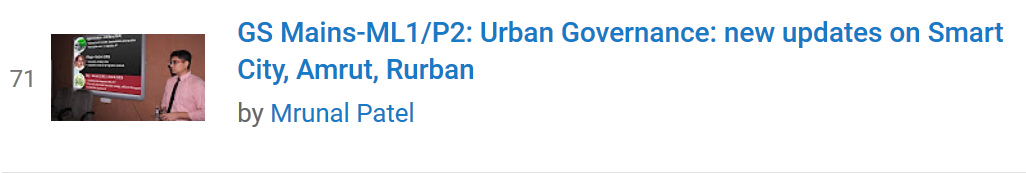 71
GS Mains-ML1/P2: Urban Governance: new updates on Smart
City, Amrut, Rurban
by Mrunal Patel